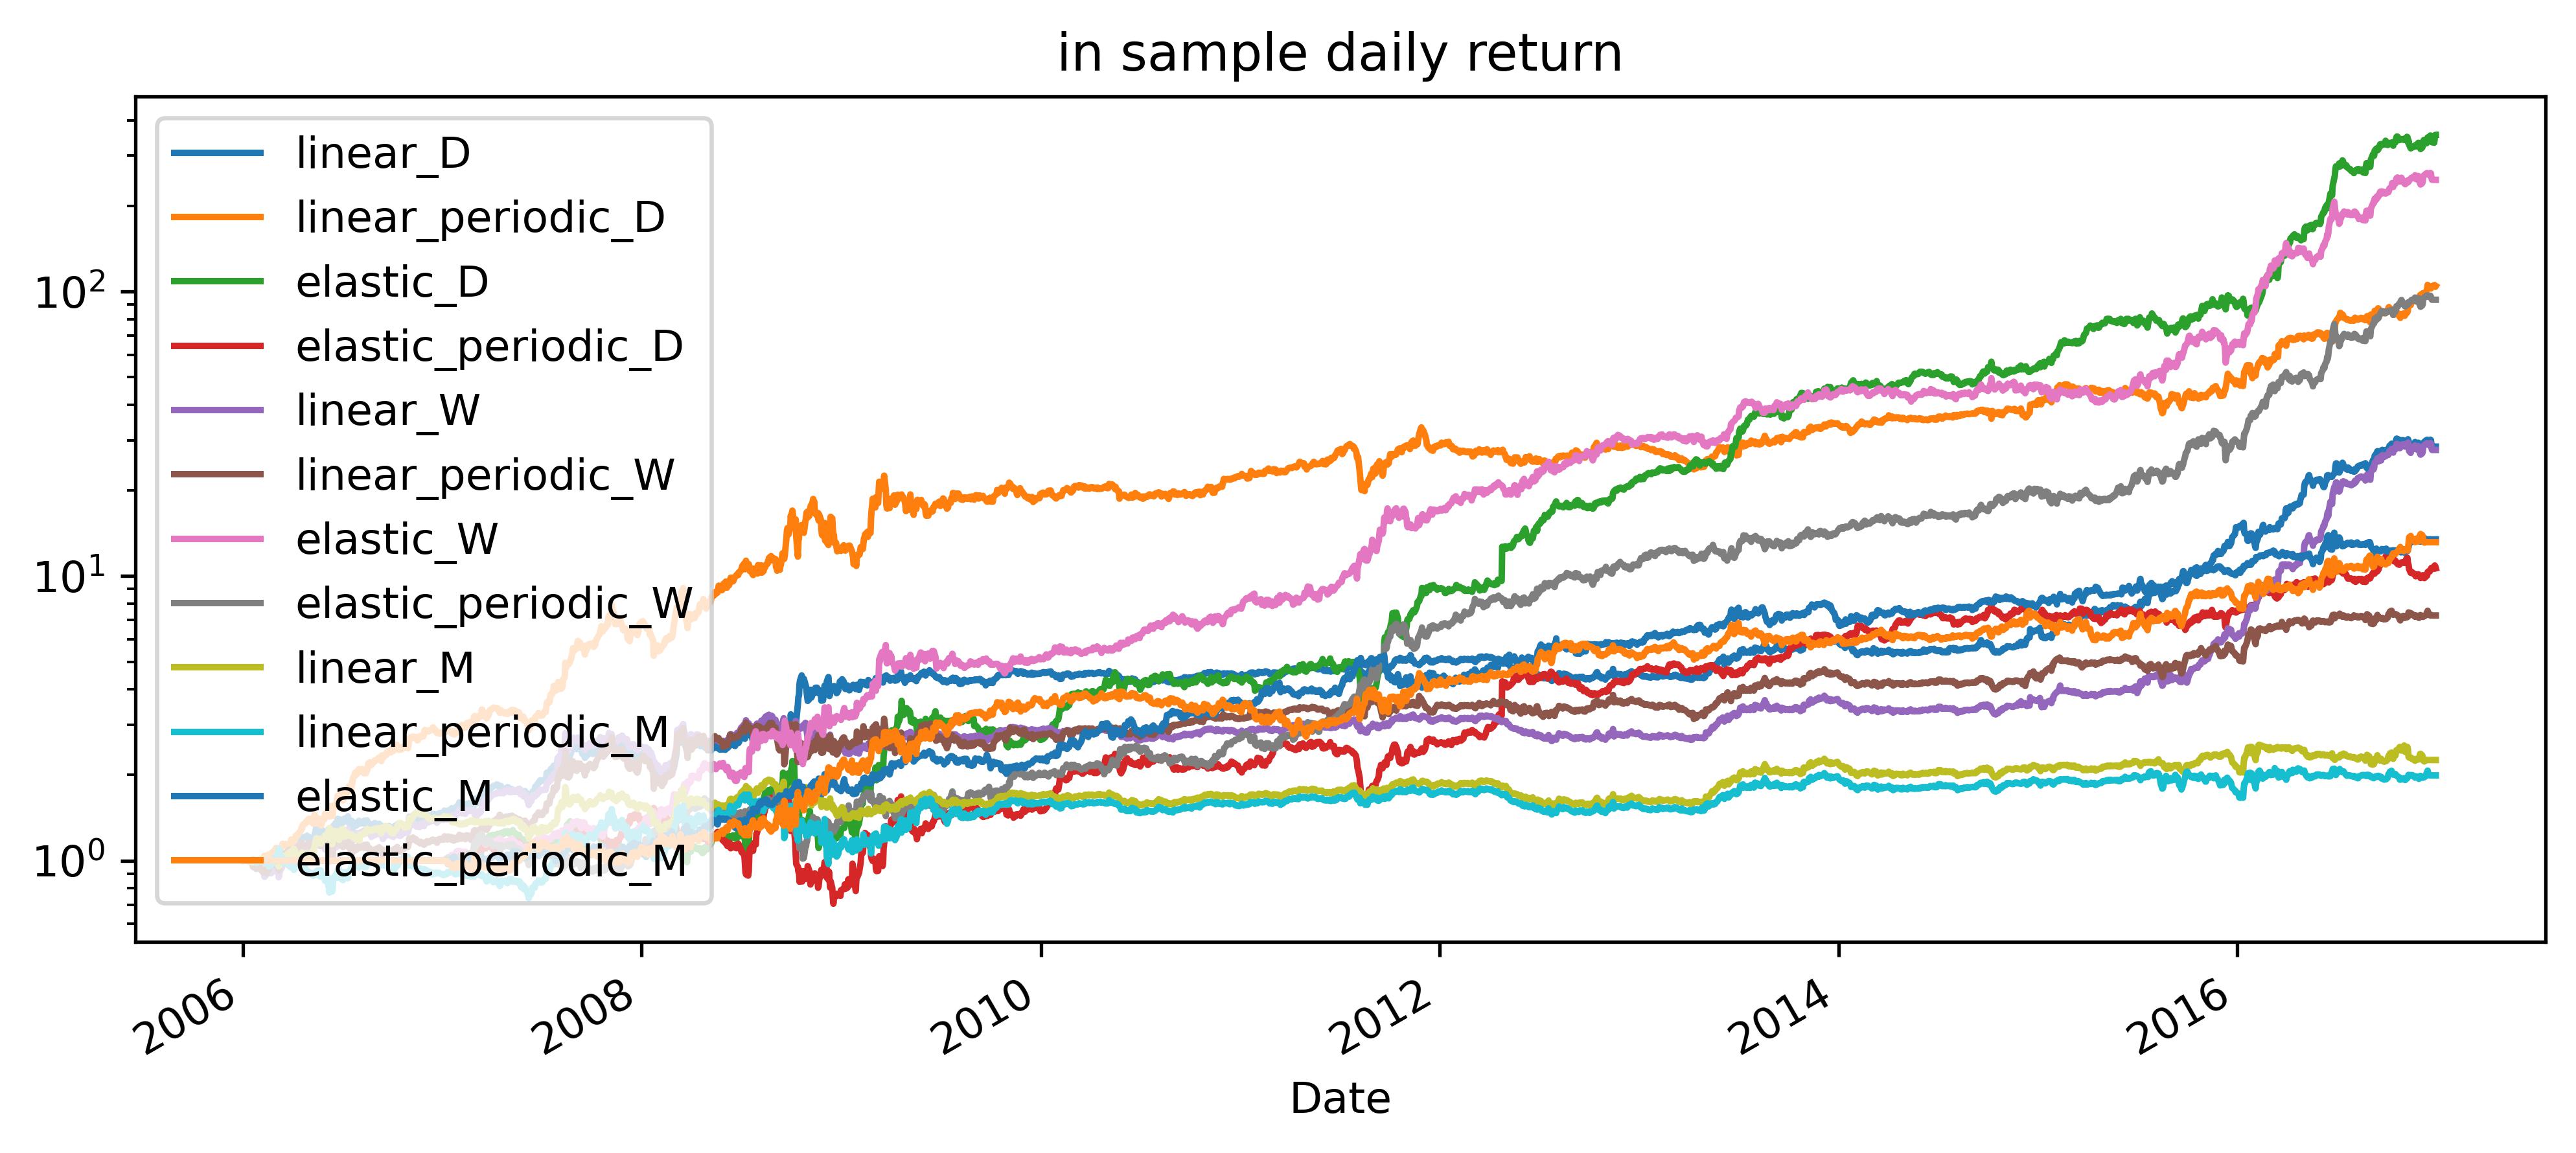 in sample daily return
linear_D
linear_periodic_D
elastic_D
elastic_periodic_D
linear_W
linear_periodic_W
elastic_W
elastic_periodic_W
linear_M
linear_periodic_M
elastic_M
elastic_periodic_M
10²
10¹
10⁰
2006 2008 2010 2012 2014 2016
Date